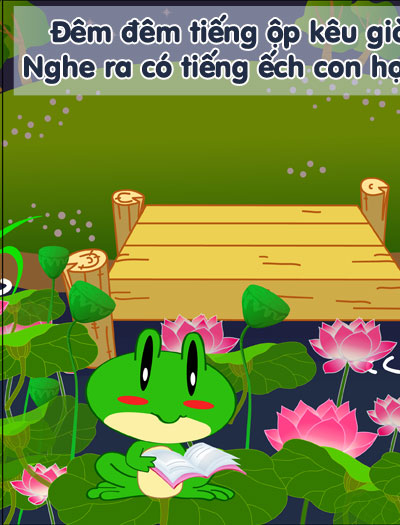 Đêm đêm tiếng ộp kêu giò
Nghe ra có tiếng ếch con họ